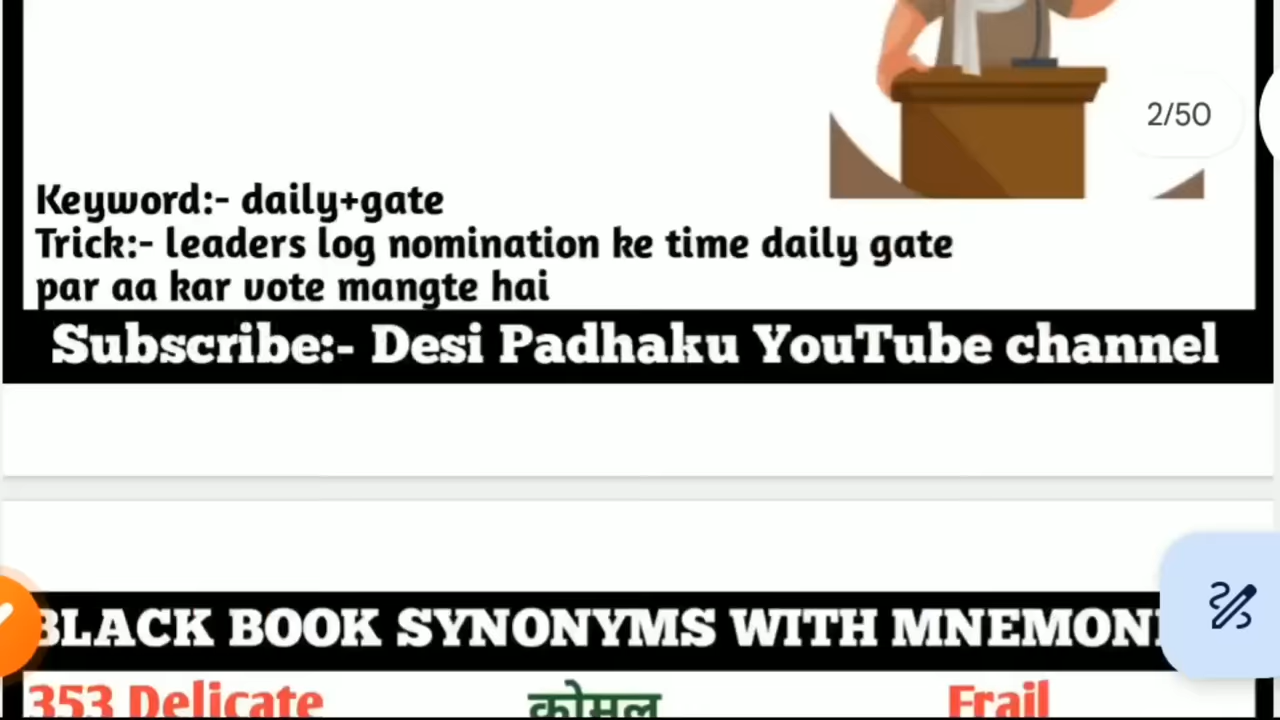 2/50
Keyword:- daily+gate
Trick:- leaders log nomination ke time daily gate
par aa kar vote mangte hai
Subscribe:- Desi Padhaku YouTube channel
BLACK BOOK SYNONYMS WITH
353 Delicate कोमल Frail